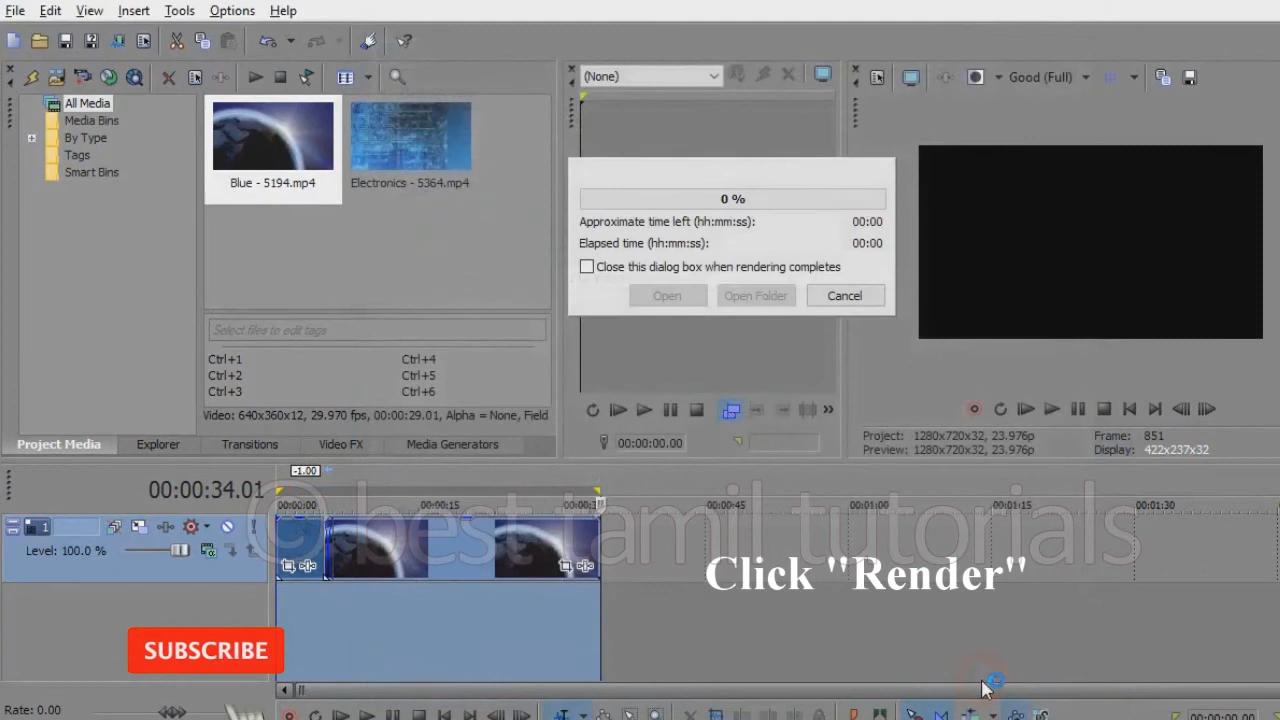 File Edit View Insert Tools Options Help
(None)
Good (Full)
All Media
Media Bins
By Type
Tags
Smart Bins
Blue - 5194.mp4
Electronics - 5364.mp4
0 %
Approximate time left (hh:mm:ss): 00:00
Elapsed time (hh:mm:ss): 00:00
Close this dialog box when rendering completes
Open Open Folder Cancel
Select files to edit tags
Ctrl+1 Ctrl+4
Ctrl+2 Ctrl+5
Ctrl+3 Ctrl+6
Video: 640x360x12, 29.970 fps, 00:00:29.01, Alpha = None, Field
Project Media Explorer Transitions Video FX Media Generators
00:00:00.00
Project: 1280x720x32, 23.976p Frame: 851
Preview: 1280x720x32, 23.976p Display: 422x237x32
-1.00
00:00:34.01
00:00:00 00:00:15 00:00:45 00:01:00 00:01:15 00:01:30
1
Level: 100.0 %
© best tamil tutorials
Click "Render"
SUBSCRIBE
Rate: 0.00
00:00:00.00